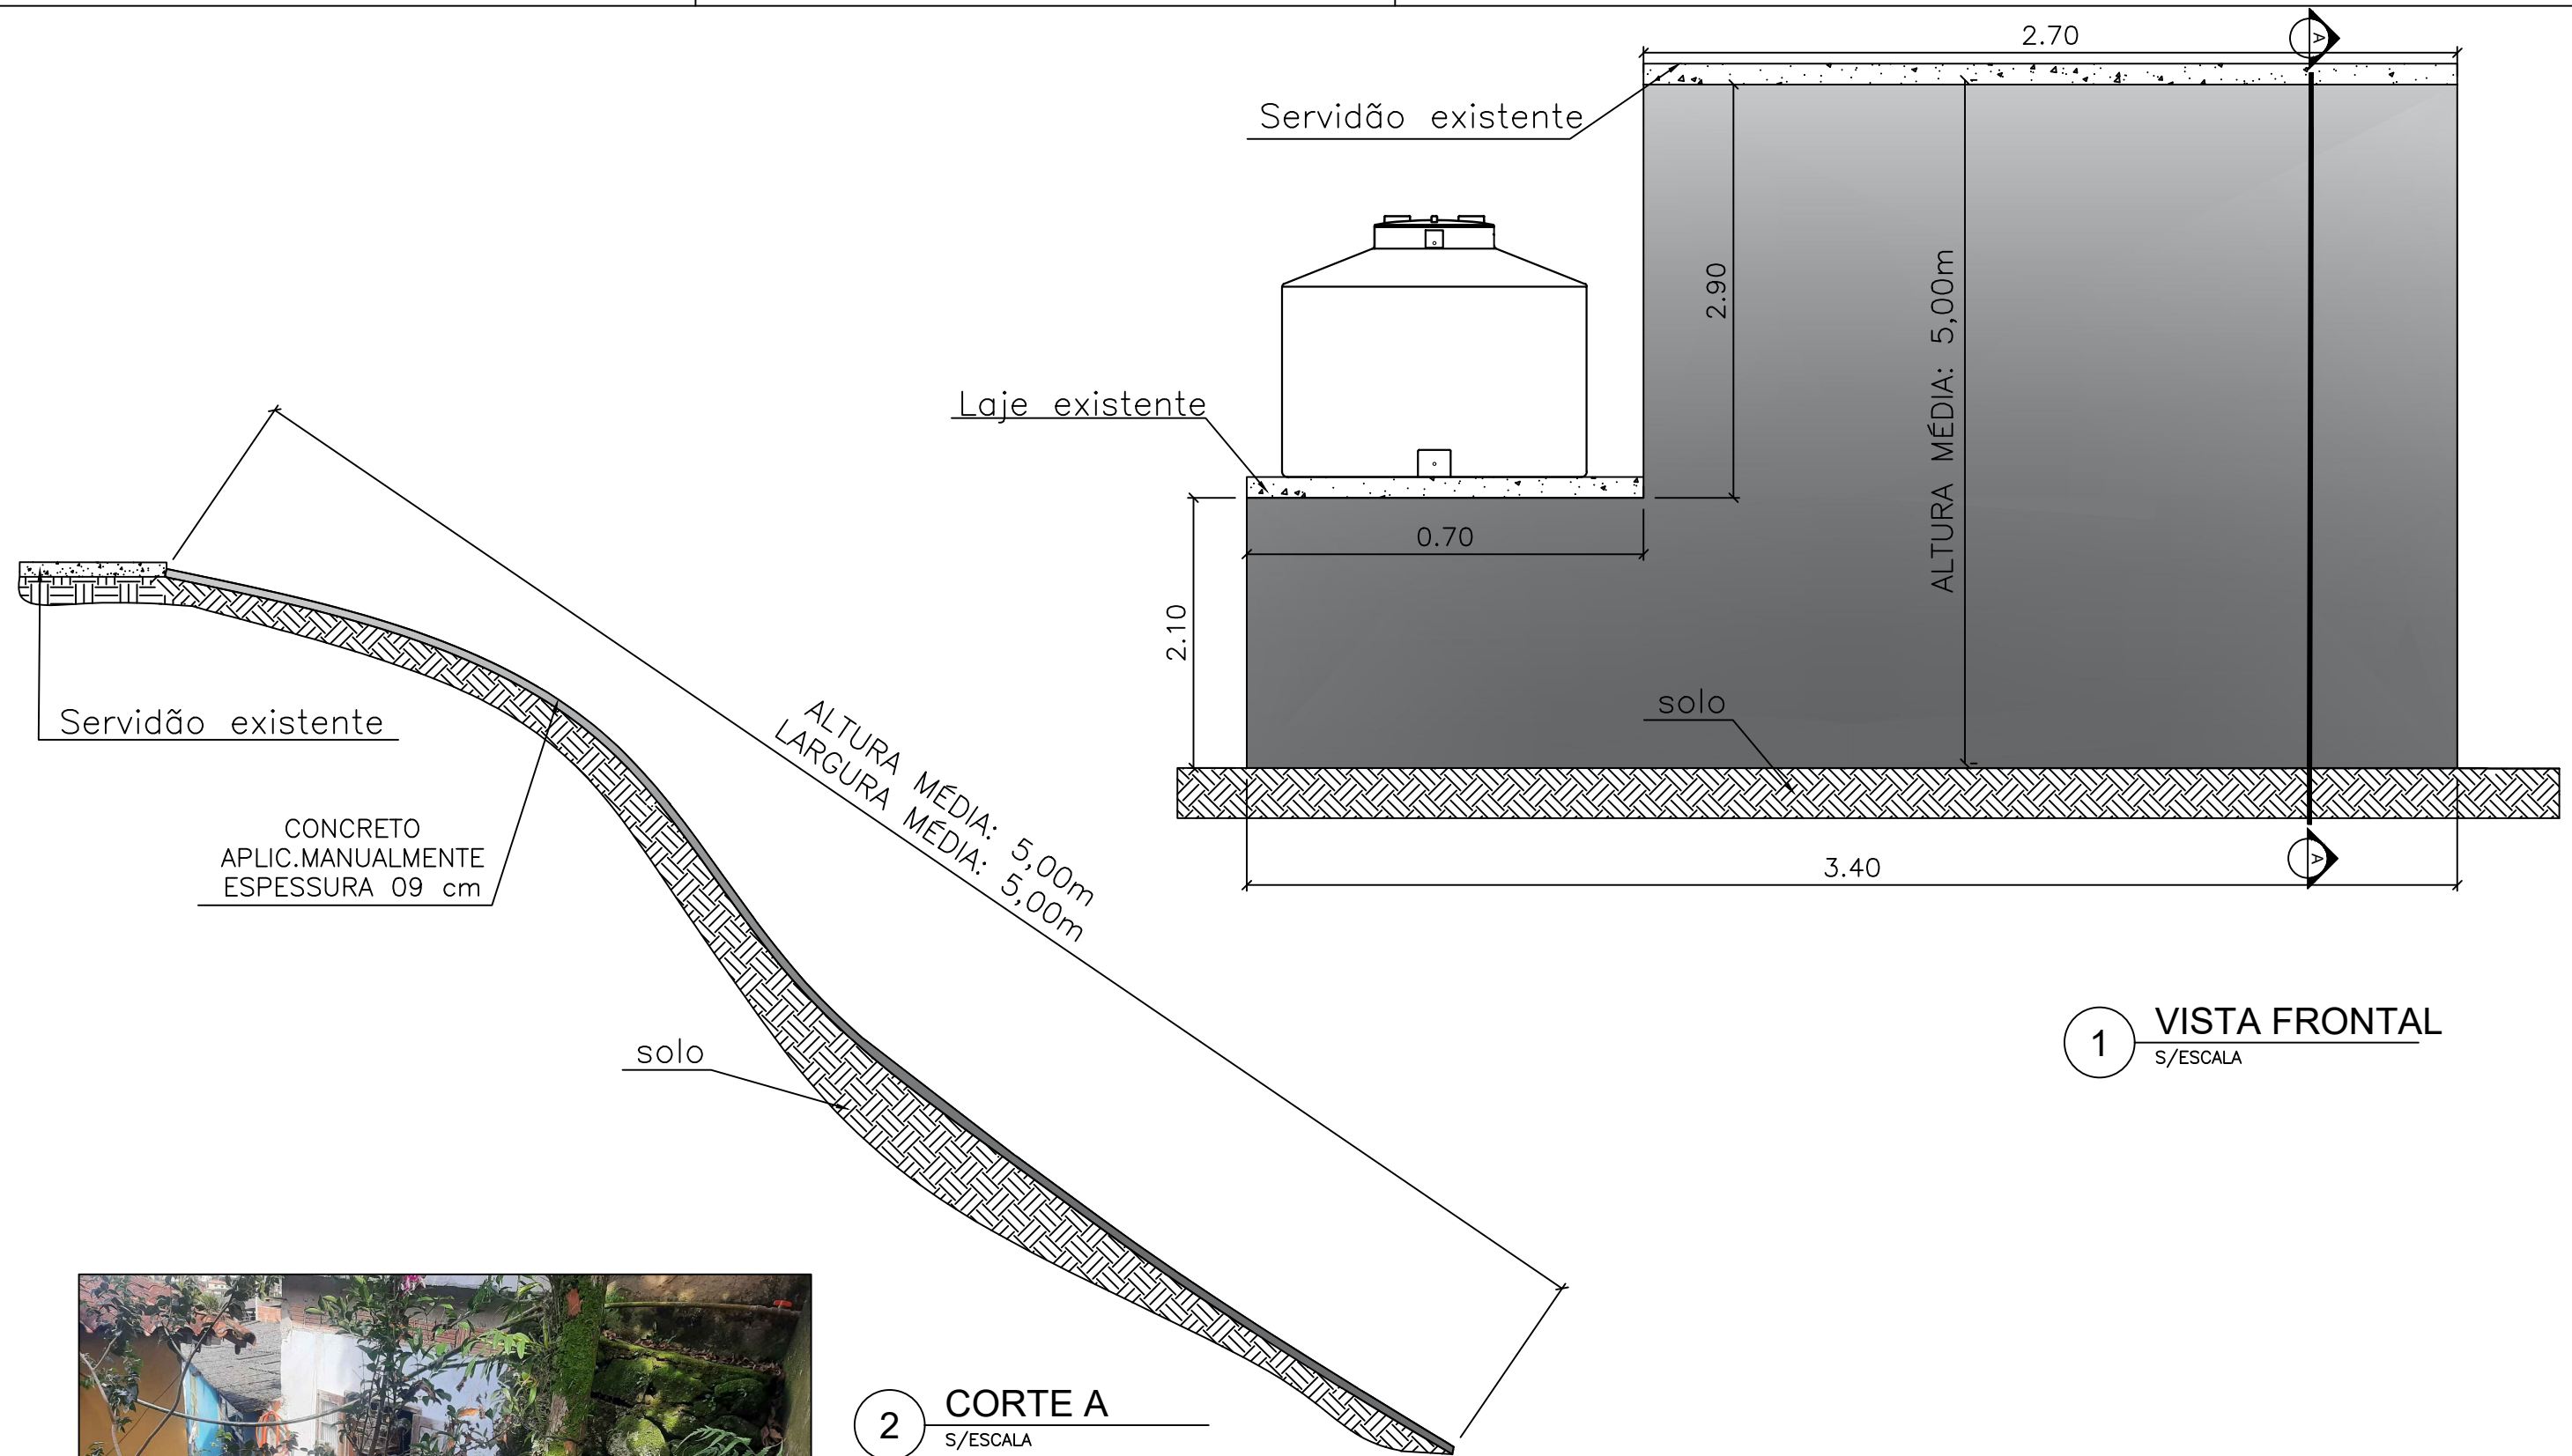 2.70
A
Servidão existente
2.90
ALTURA MÉDIA: 5,00m
Laje existente
0.70
2.10
solo
3.40
A
1
VISTA FRONTAL
S/ESCALA
Servidão existente
ALTURA MÉDIA: 5,00m
LARGURA MÉDIA: 5,00m
CONCRETO
APLIC.MANUALMENTE
ESPESSURA 09 cm
solo
2
CORTE A
S/ESCALA